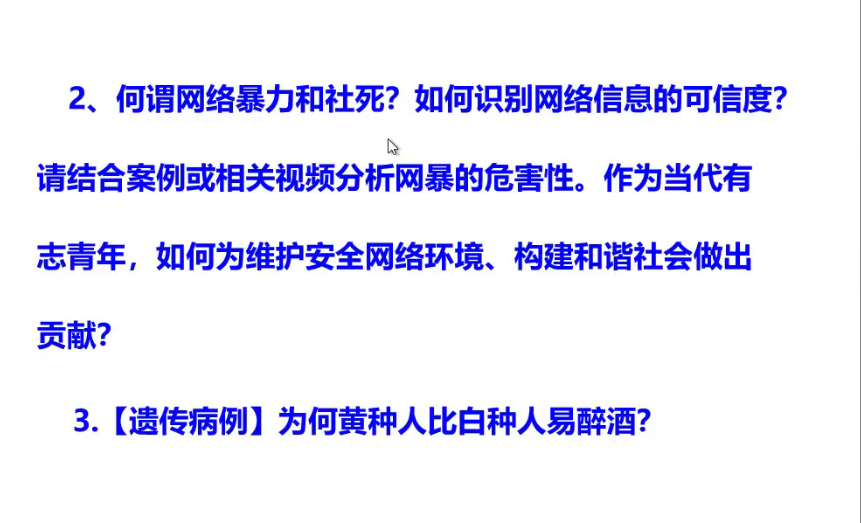 2、何谓网络暴力和社死？如何识别网络信息的可信度？
请结合案例或相关视频分析网暴的危害性。作为当代有
志青年，如何为维护安全网络环境、构建和谐社会做出
贡献？
3.【遗传病例】为何黄种人比白种人易醉酒？